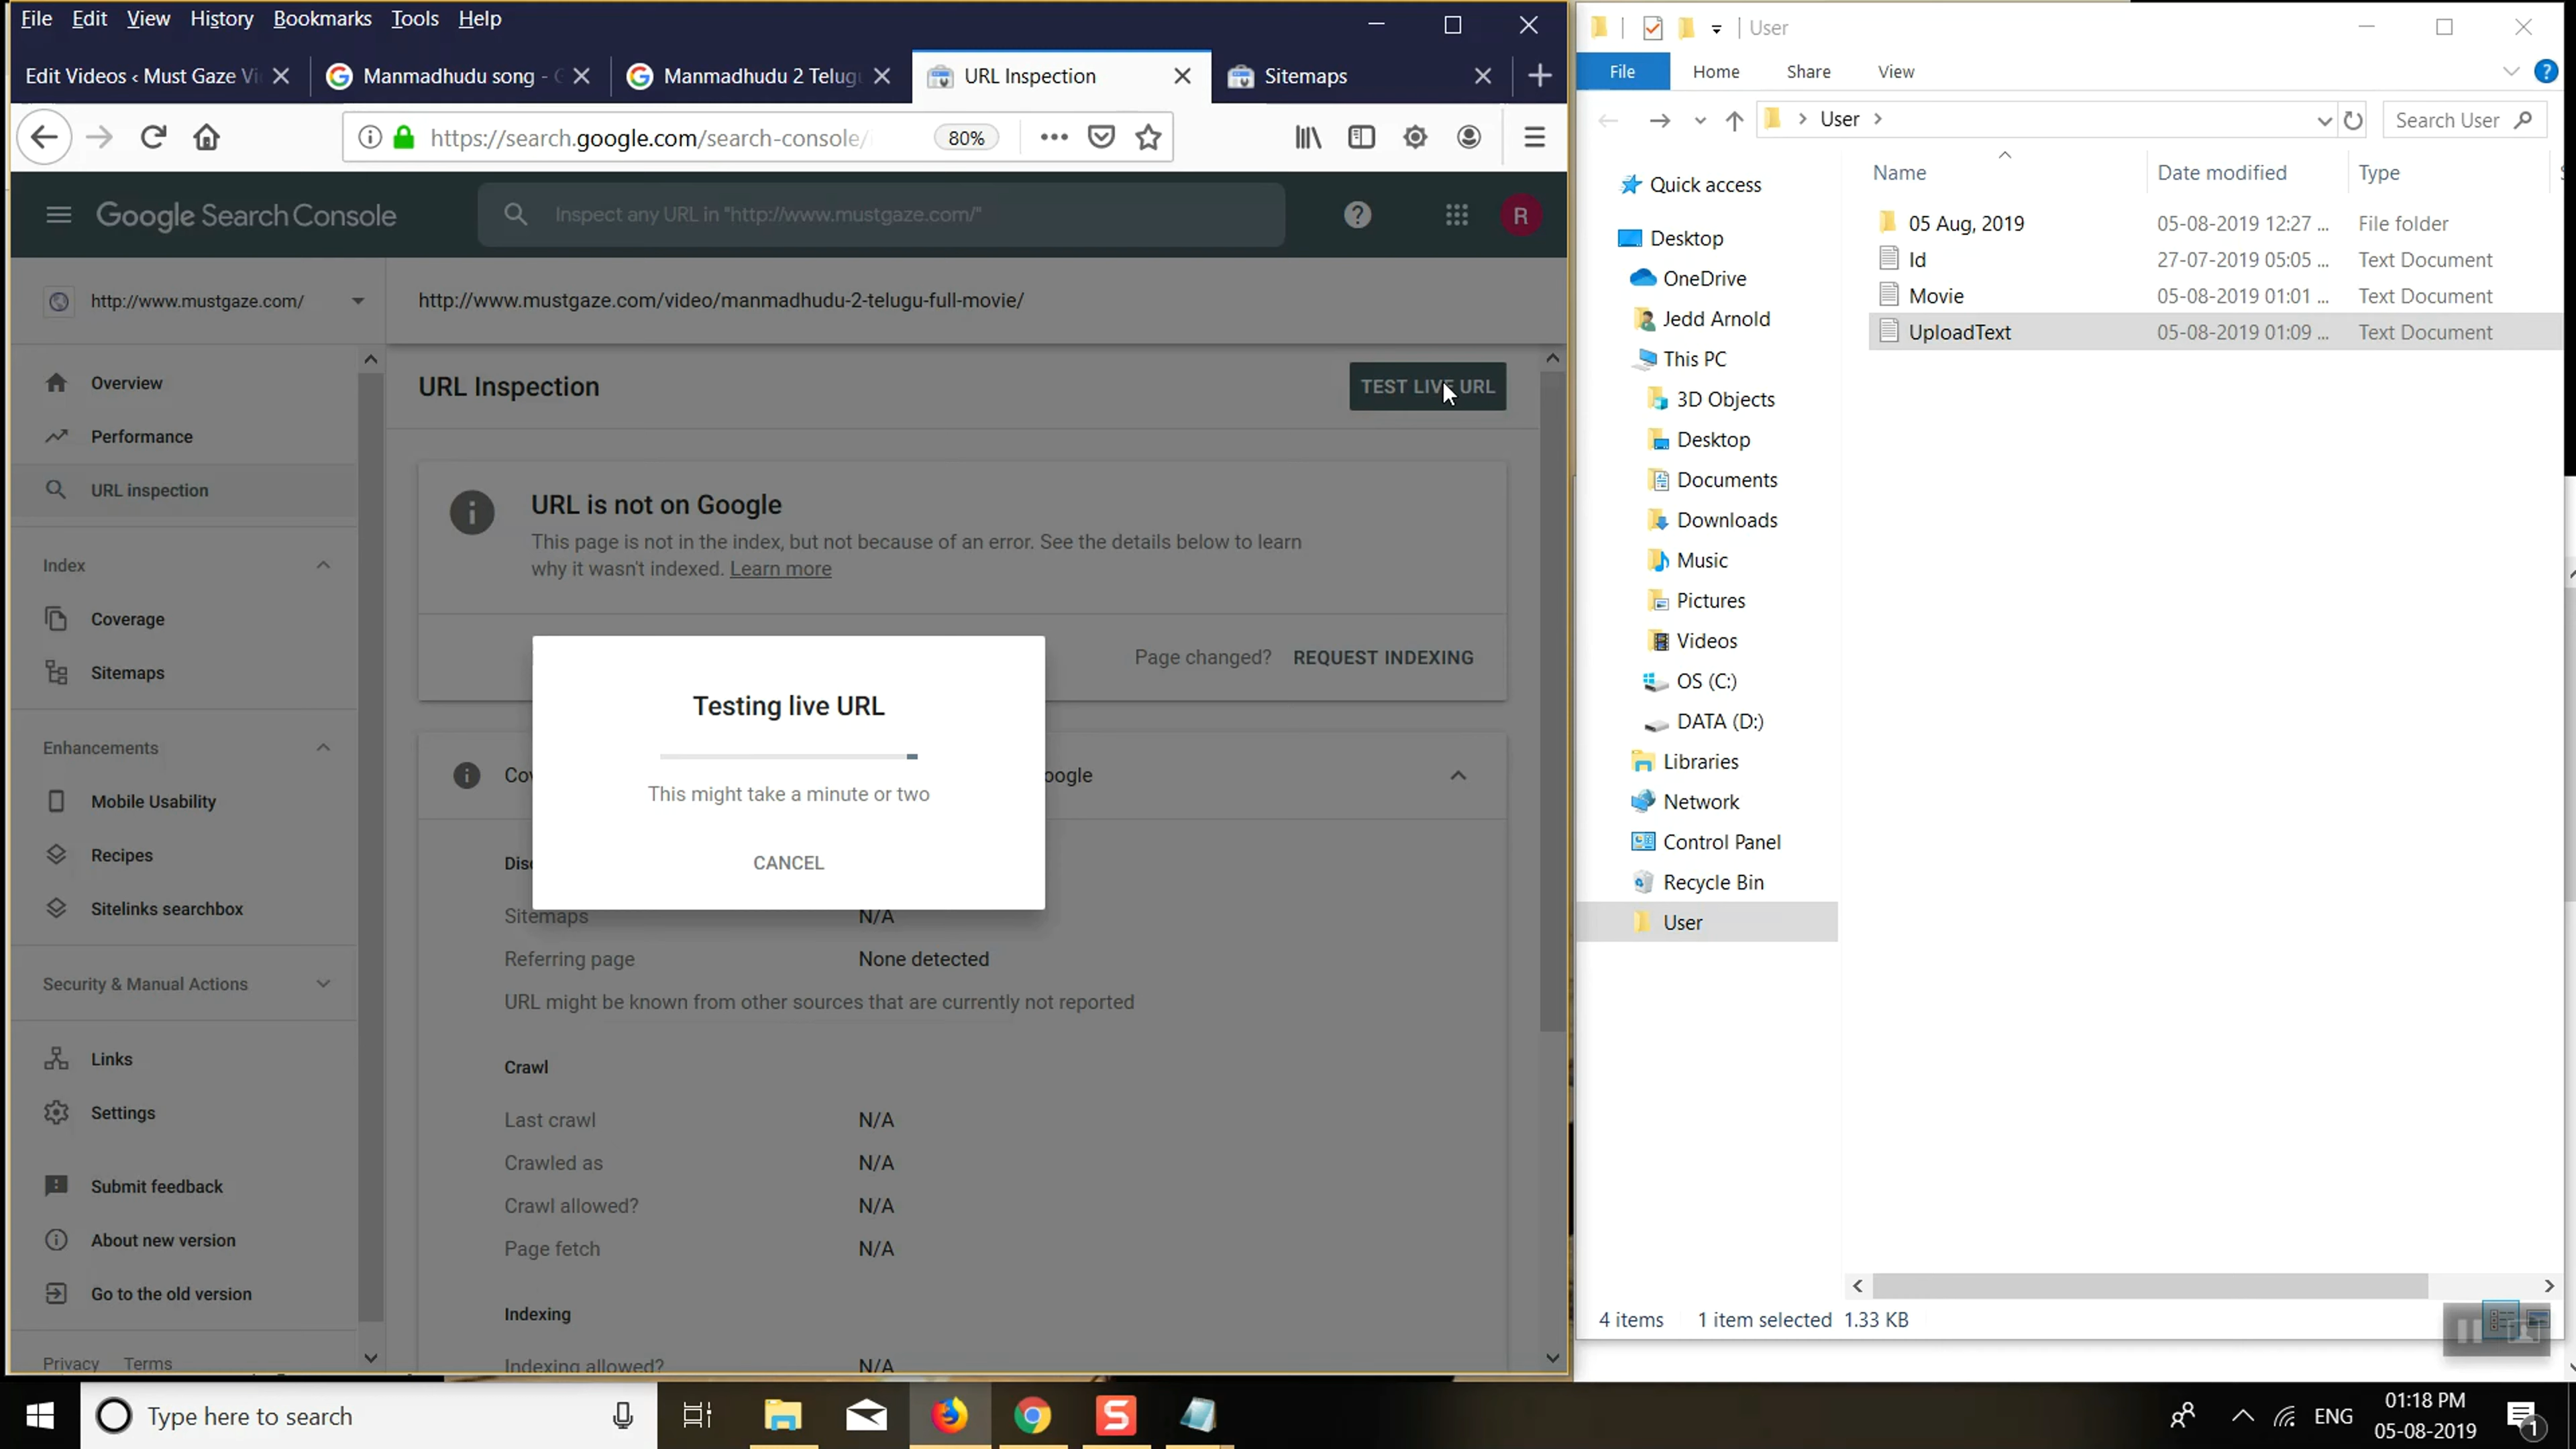 File Edit View History Bookmarks Tools Help
Edit Videos ‹ Must Gaze Vi
Manmadhudu song - G
Manmadhudu 2 Telugu
URL Inspection
Sitemaps
https://search.google.com/search-console/
80%
Google Search Console
Inspect any URL in "http://www.mustgaze.com/"
R
http://www.mustgaze.com/
http://www.mustgaze.com/video/manmadhudu-2-telugu-full-movie/
Overview
Performance
URL inspection
Index
Coverage
Sitemaps
Enhancements
Mobile Usability
Recipes
Sitelinks searchbox
Security & Manual Actions
Links
Settings
Submit feedback
About new version
Go to the old version
Privacy Terms
URL Inspection
TEST LIVE URL
URL is not on Google
This page is not in the index, but not because of an error. See the details below to learn
why it wasn't indexed. Learn more
Page changed? REQUEST INDEXING
Testing live URL
This might take a minute or two
CANCEL
Sitemaps N/A
Referring page None detected
URL might be known from other sources that are currently not reported
Crawl
Last crawl N/A
Crawled as N/A
Crawl allowed? N/A
Page fetch N/A
Indexing
Indexing allowed? N/A
User
File Home Share View
User
Search User
Quick access
Desktop
OneDrive
Jedd Arnold
This PC
3D Objects
Desktop
Documents
Downloads
Music
Pictures
Videos
OS (C:)
DATA (D:)
Libraries
Network
Control Panel
Recycle Bin
User
Name Date modified Type
05 Aug, 2019 05-08-2019 12:27 ... File folder
Id 27-07-2019 05:05 ... Text Document
Movie 05-08-2019 01:01 ... Text Document
UploadText 05-08-2019 01:09 ... Text Document
4 items 1 item selected 1.33 KB
Type here to search
ENG
01:18 PM
05-08-2019
1